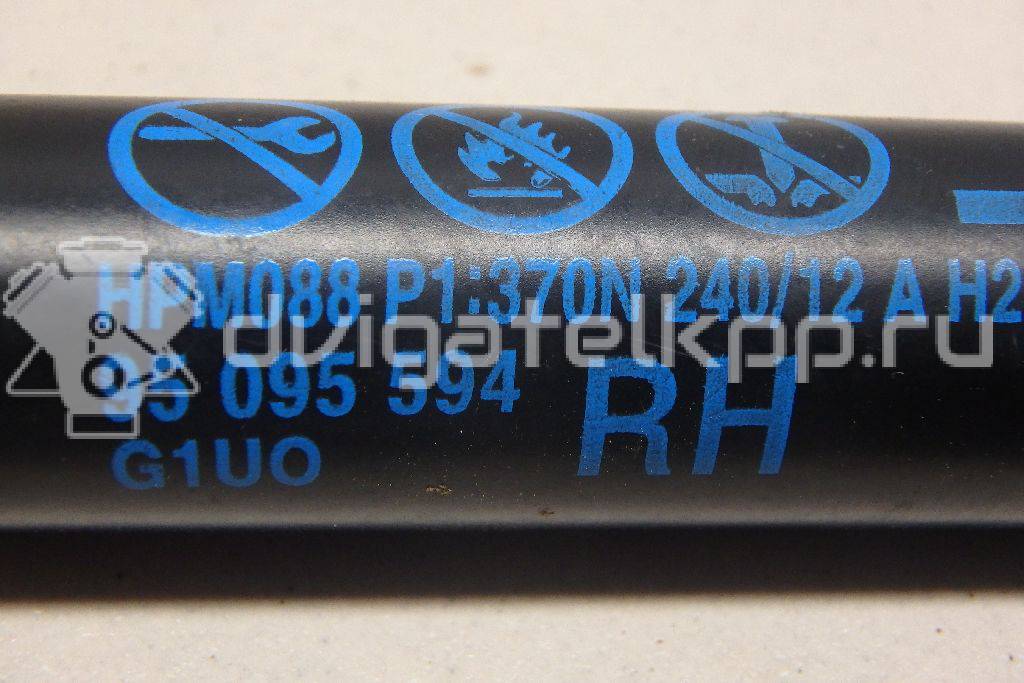 HPM088 P1:370N 240/12 A H2
95 095 594 RH
G1UO
dvigatelkpp.ru